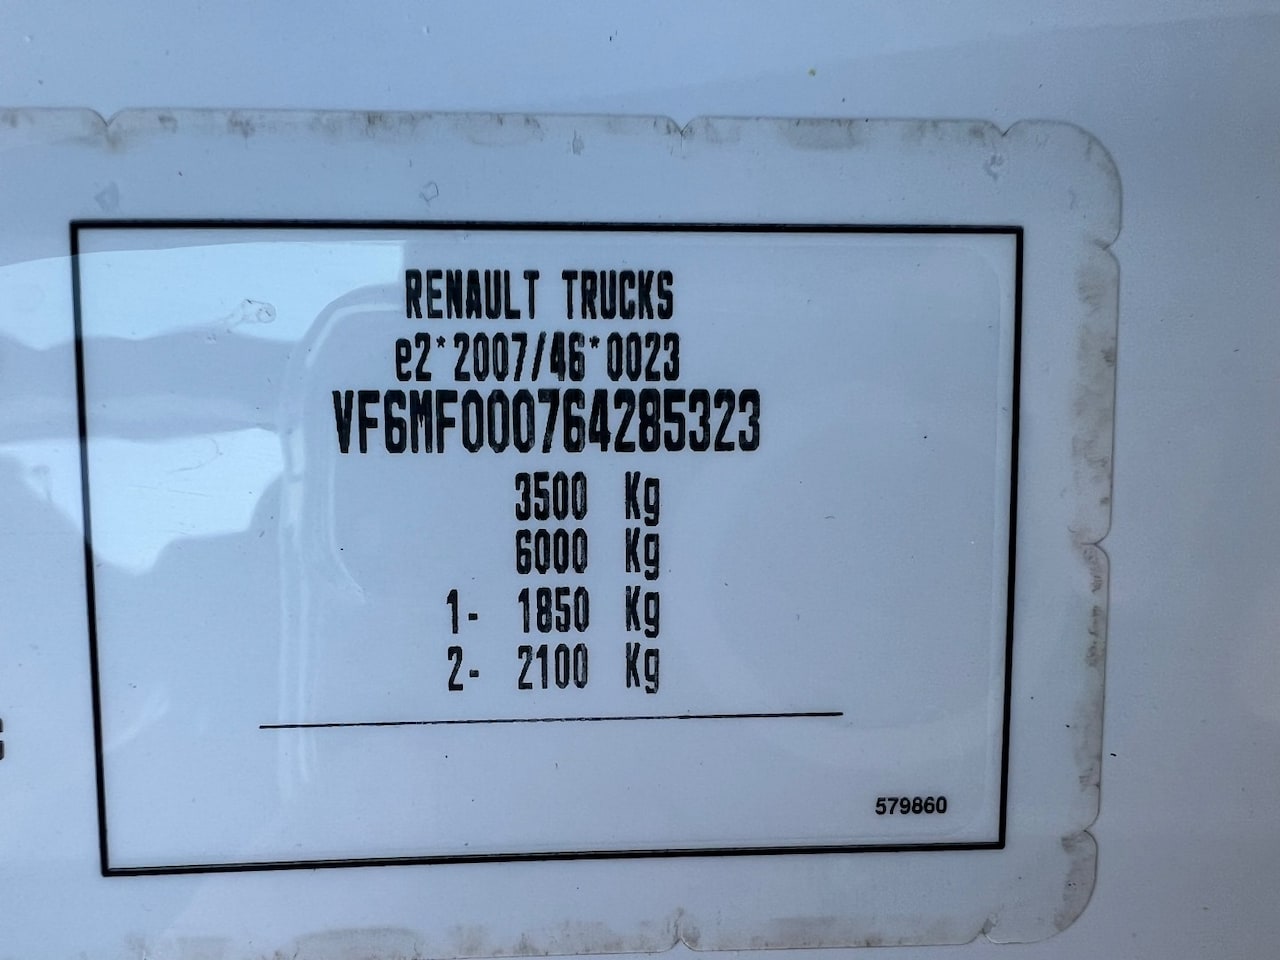 RENAULT TRUCKS
e2*2007/46*0023
VF6MF000764285323
3500 Kg
6000 Kg
1- 1850 Kg
2- 2100 Kg
579860